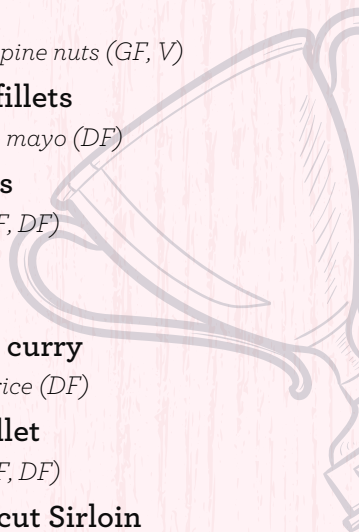 pine nuts (GF, V)
fillets
mayo (DF)
s
F, DF)
curry
rice (DF)
llet
F, DF)
cut Sirloin